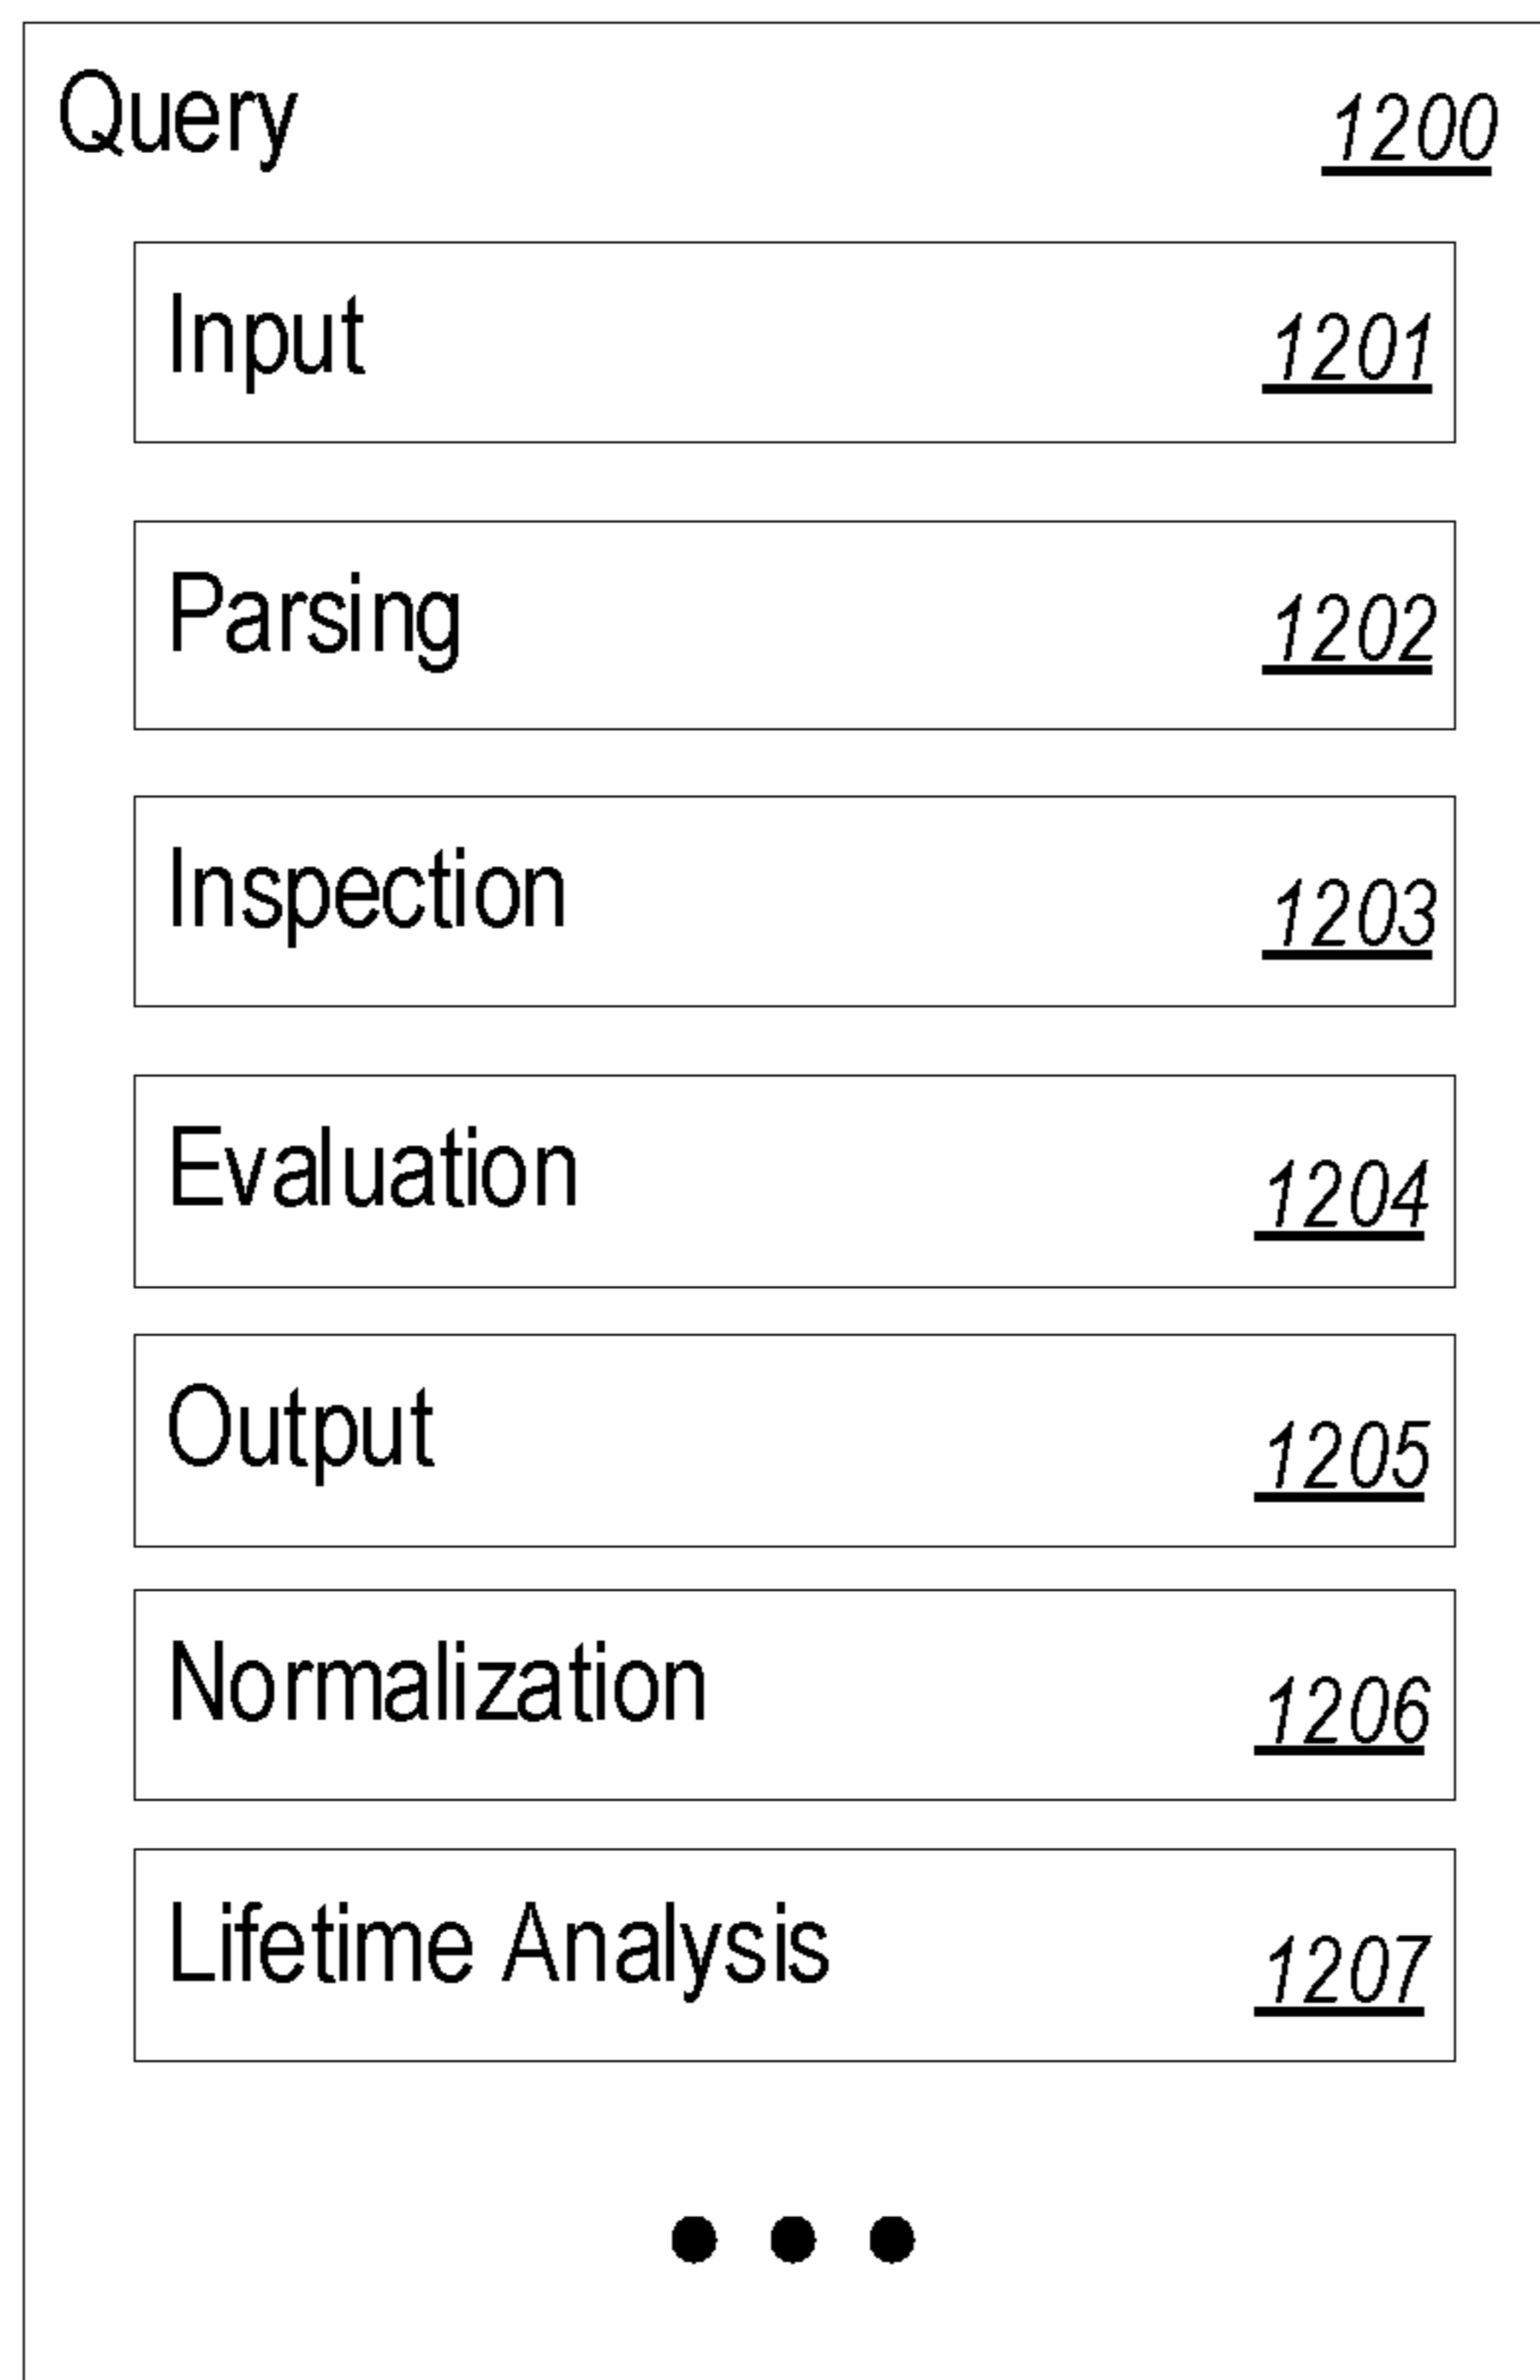 Query 1200
Input 1201
Parsing 1202
Inspection 1203
Evaluation 1204
Output 1205
Normalization 1206
Lifetime Analysis 1207